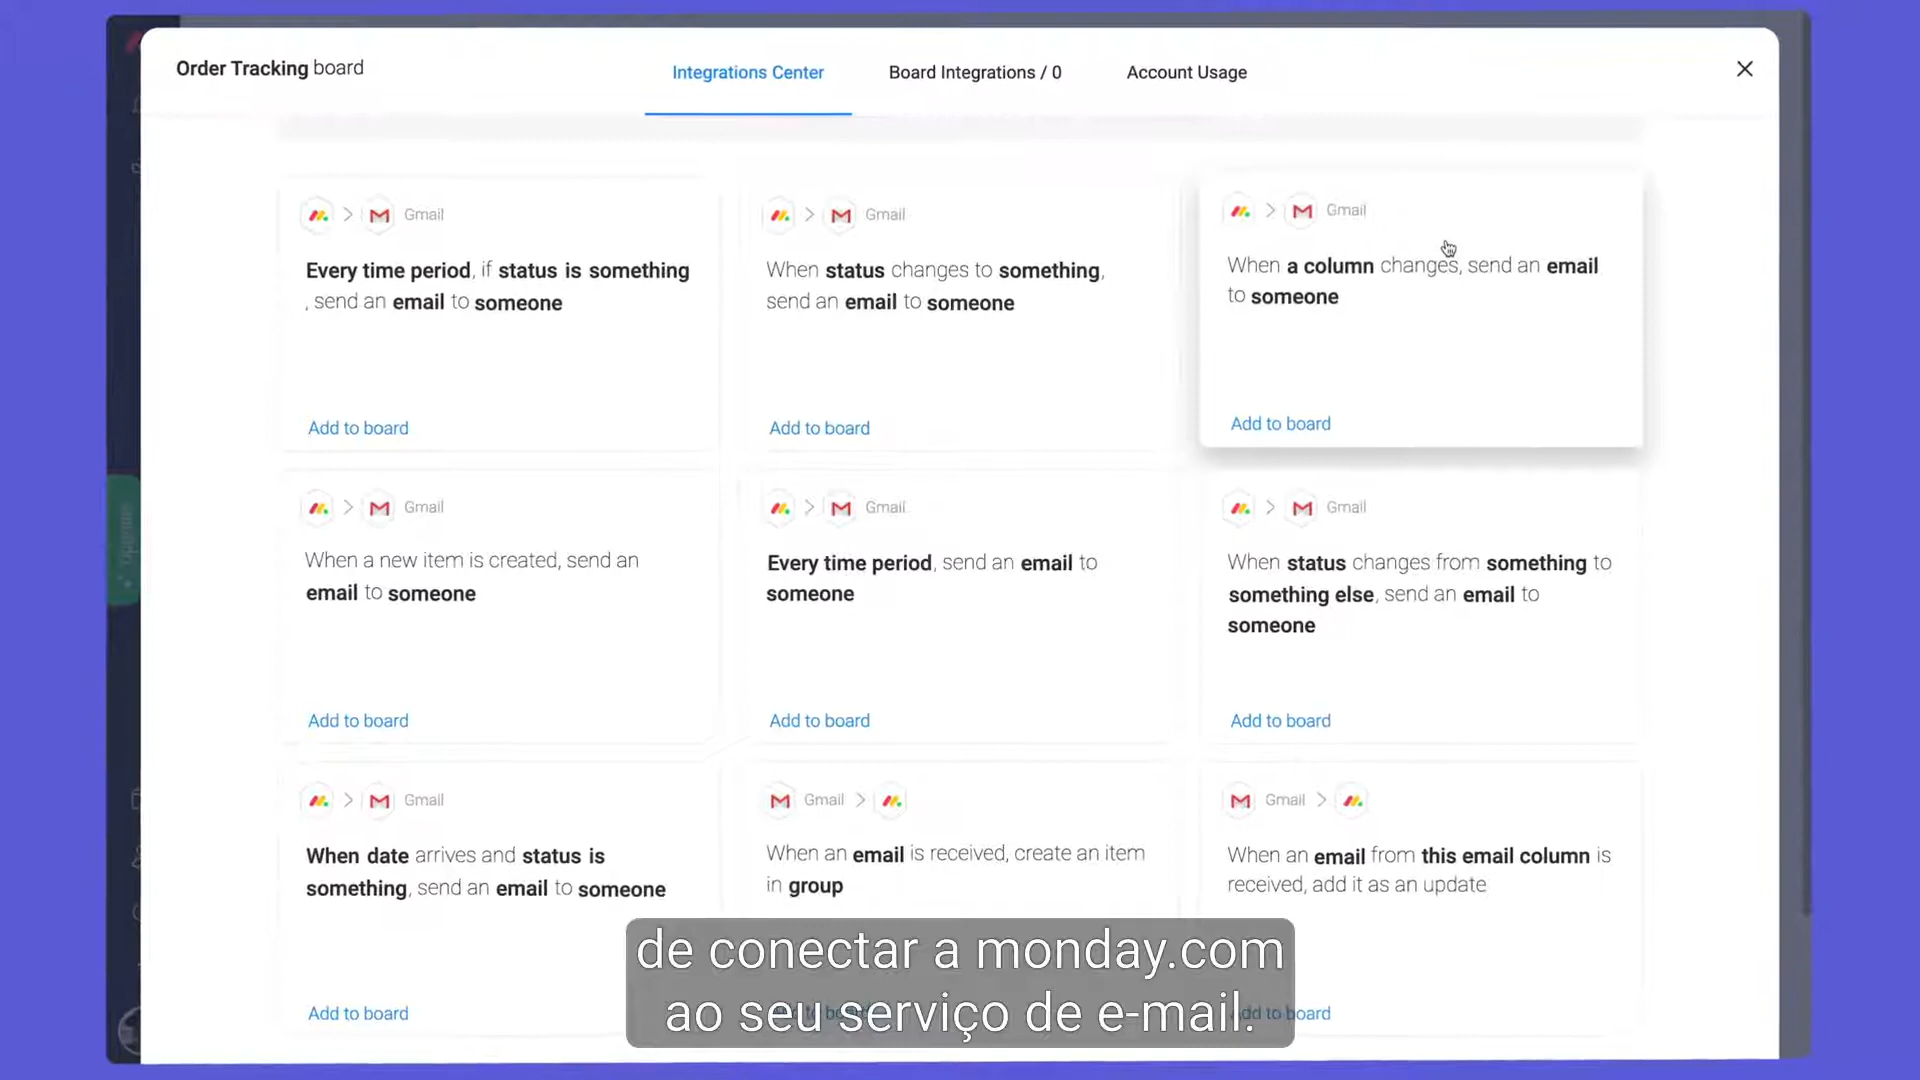 Order Tracking board
Integrations Center
Board Integrations / 0
Account Usage
Gmail
Every time period, if status is something
, send an email to someone
Add to board
Gmail
When status changes to something,
send an email to someone
Add to board
Gmail
When a column changes, send an email
to someone
Add to board
Gmail
When a new item is created, send an
email to someone
Add to board
Gmail
Every time period, send an email to
someone
Add to board
Gmail
When status changes from something to
something else, send an email to
someone
Add to board
Gmail
When date arrives and status is
something, send an email to someone
Add to board
Gmail
When an email is received, create an item
in group
Gmail
When an email from this email column is
received, add it as an update
Add to board
de conectar a monday.com
ao seu serviço de e-mail.